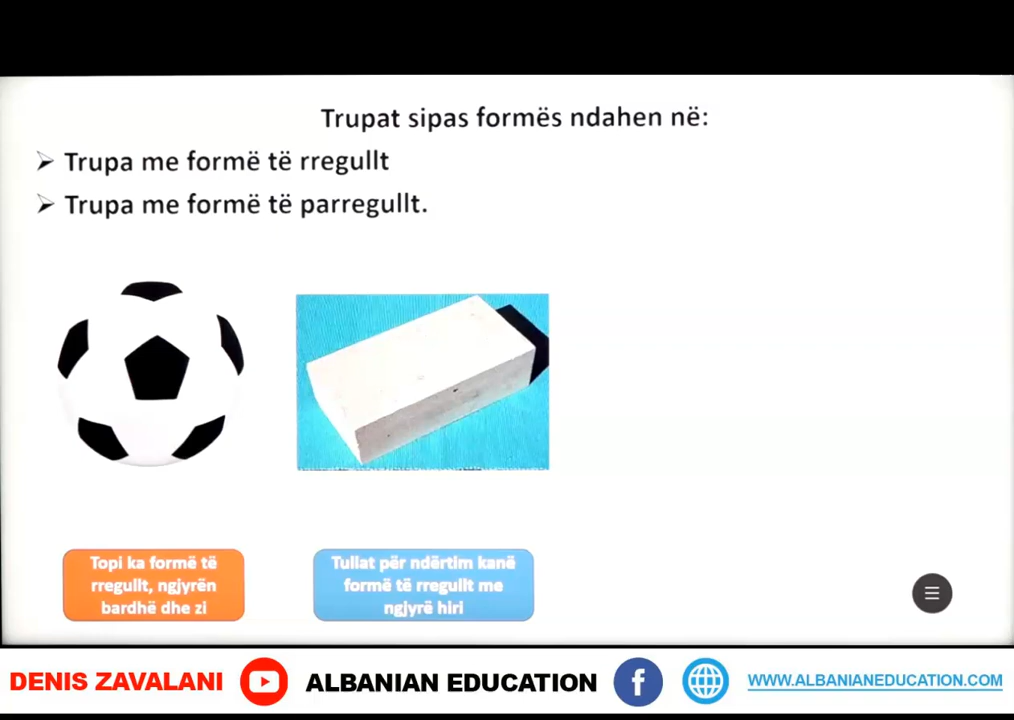 Trupat sipas formës ndahen në:
➢ Trupa me formë të rregullt
➢ Trupa me formë të parregullt.
Topi ka formë të
rregullt, ngjyrën
bardhë dhe zi
Tullat për ndërtim kanë
formë të rregullt me
ngjyrë hiri
DENIS ZAVALANI
ALBANIAN EDUCATION
f
WWW.ALBANIANEDUCATION.COM